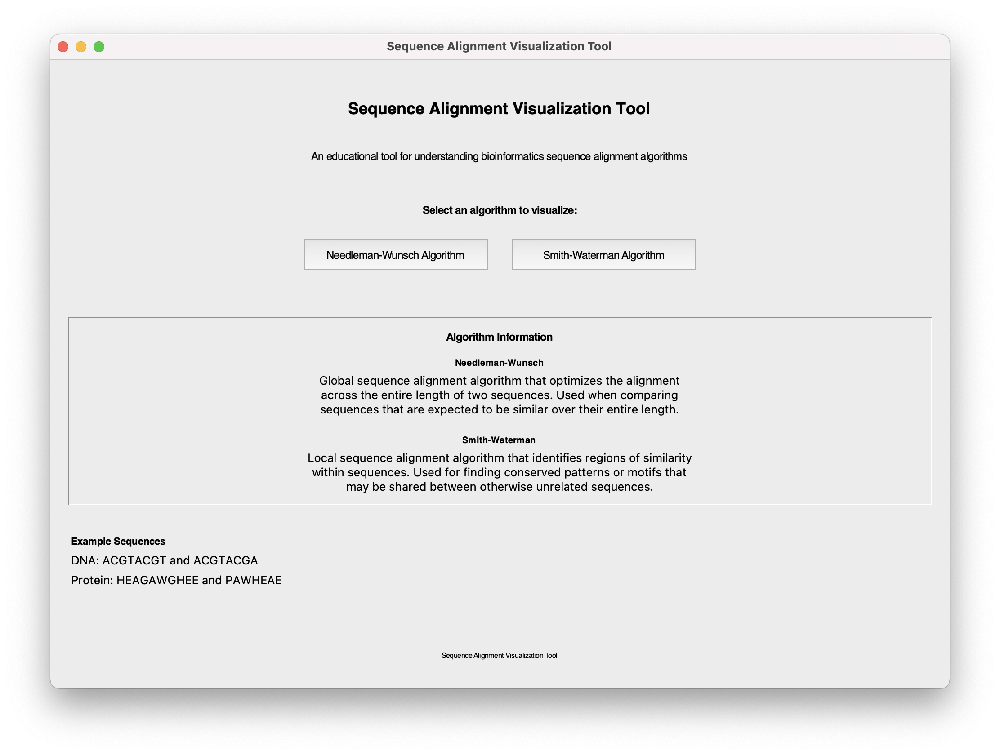 Sequence Alignment Visualization Tool
Sequence Alignment Visualization Tool
An educational tool for understanding bioinformatics sequence alignment algorithms
Select an algorithm to visualize:
Needleman-Wunsch Algorithm
Smith-Waterman Algorithm
Algorithm Information
Needleman-Wunsch
Global sequence alignment algorithm that optimizes the alignment
across the entire length of two sequences. Used when comparing
sequences that are expected to be similar over their entire length.
Smith-Waterman
Local sequence alignment algorithm that identifies regions of similarity
within sequences. Used for finding conserved patterns or motifs that
may be shared between otherwise unrelated sequences.
Example Sequences
DNA: ACGTACGT and ACGTACGA
Protein: HEAGAWGHEE and PAWHEAE
Sequence Alignment Visualization Tool